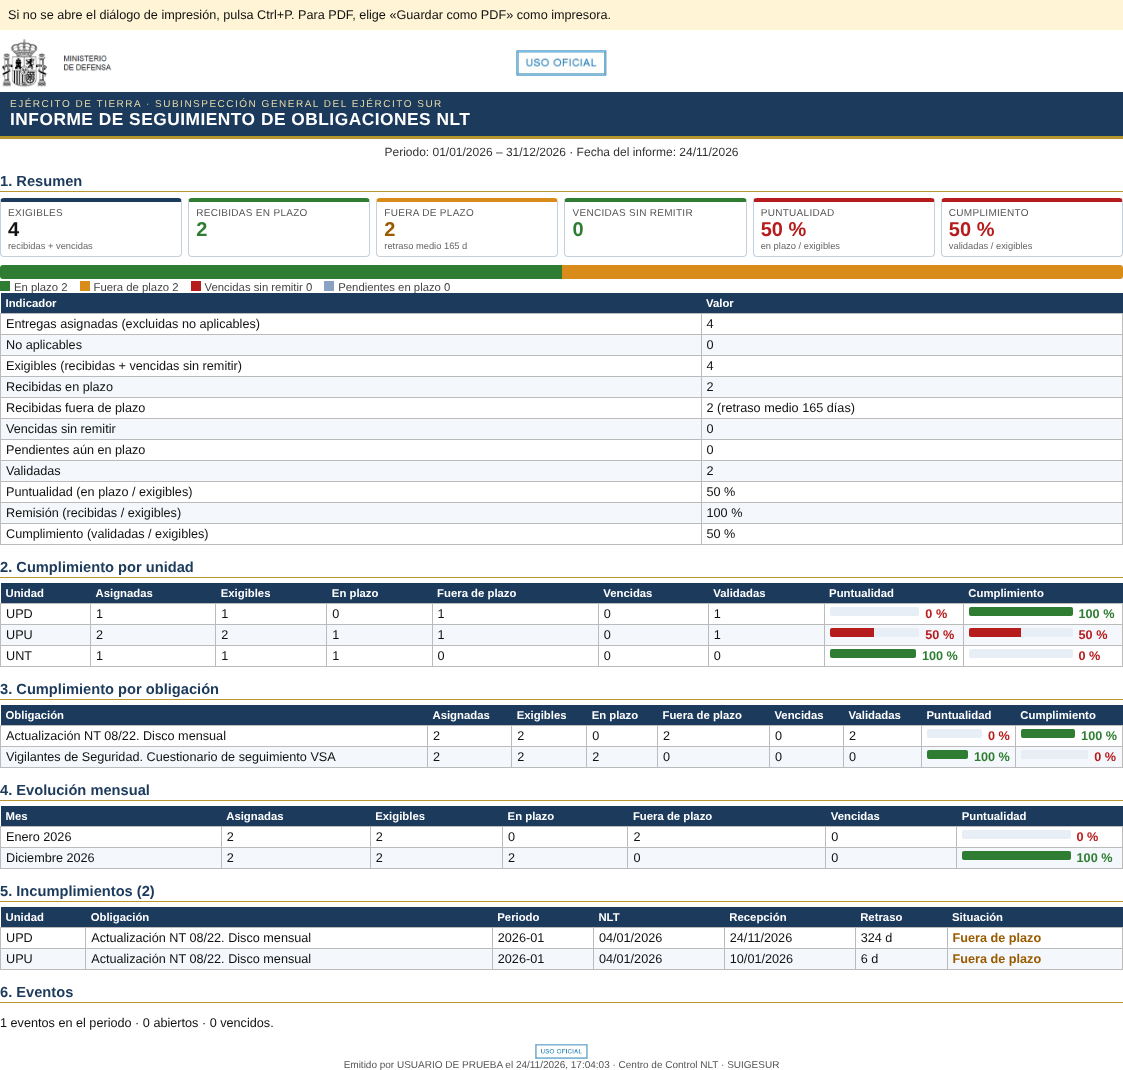 Si no se abre el diálogo de impresión, pulsa Ctrl+P. Para PDF, elige «Guardar como PDF» como impresora.
MINISTERIO
DE DEFENSA
USO OFICIAL
EJÉRCITO DE TIERRA · SUBINSPECCIÓN GENERAL DEL EJÉRCITO SUR
INFORME DE SEGUIMIENTO DE OBLIGACIONES NLT
Periodo: 01/01/2026 – 31/12/2026 · Fecha del informe: 24/11/2026
1. Resumen
EXIGIBLES
4
recibidas + vencidas
RECIBIDAS EN PLAZO
2
FUERA DE PLAZO
2
retraso medio 165 d
VENCIDAS SIN REMITIR
0
PUNTUALIDAD
50 %
en plazo / exigibles
CUMPLIMIENTO
50 %
validadas / exigibles
En plazo 2 Fuera de plazo 2 Vencidas sin remitir 0 Pendientes en plazo 0
Indicador Valor
Entregas asignadas (excluidas no aplicables) 4
No aplicables 0
Exigibles (recibidas + vencidas sin remitir) 4
Recibidas en plazo 2
Recibidas fuera de plazo 2 (retraso medio 165 días)
Vencidas sin remitir 0
Pendientes aún en plazo 0
Validadas 2
Puntualidad (en plazo / exigibles) 50 %
Remisión (recibidas / exigibles) 100 %
Cumplimiento (validadas / exigibles) 50 %
2. Cumplimiento por unidad
Unidad Asignadas Exigibles En plazo Fuera de plazo Vencidas Validadas Puntualidad Cumplimiento
UPD 1 1 0 1 0 1 0 % 100 %
UPU 2 2 1 1 0 1 50 % 50 %
UNT 1 1 1 0 0 0 100 % 0 %
3. Cumplimiento por obligación
Obligación Asignadas Exigibles En plazo Fuera de plazo Vencidas Validadas Puntualidad Cumplimiento
Actualización NT 08/22. Disco mensual 2 2 0 2 0 2 0 % 100 %
Vigilantes de Seguridad. Cuestionario de seguimiento VSA 2 2 2 0 0 0 100 % 0 %
4. Evolución mensual
Mes Asignadas Exigibles En plazo Fuera de plazo Vencidas Puntualidad
Enero 2026 2 2 0 2 0 0 %
Diciembre 2026 2 2 2 0 0 100 %
5. Incumplimientos (2)
Unidad Obligación Periodo NLT Recepción Retraso Situación
UPD Actualización NT 08/22. Disco mensual 2026-01 04/01/2026 24/11/2026 324 d Fuera de plazo
UPU Actualización NT 08/22. Disco mensual 2026-01 04/01/2026 10/01/2026 6 d Fuera de plazo
6. Eventos
1 eventos en el periodo · 0 abiertos · 0 vencidos.
USO OFICIAL
Emitido por USUARIO DE PRUEBA el 24/11/2026, 17:04:03 · Centro de Control NLT · SUIGESUR